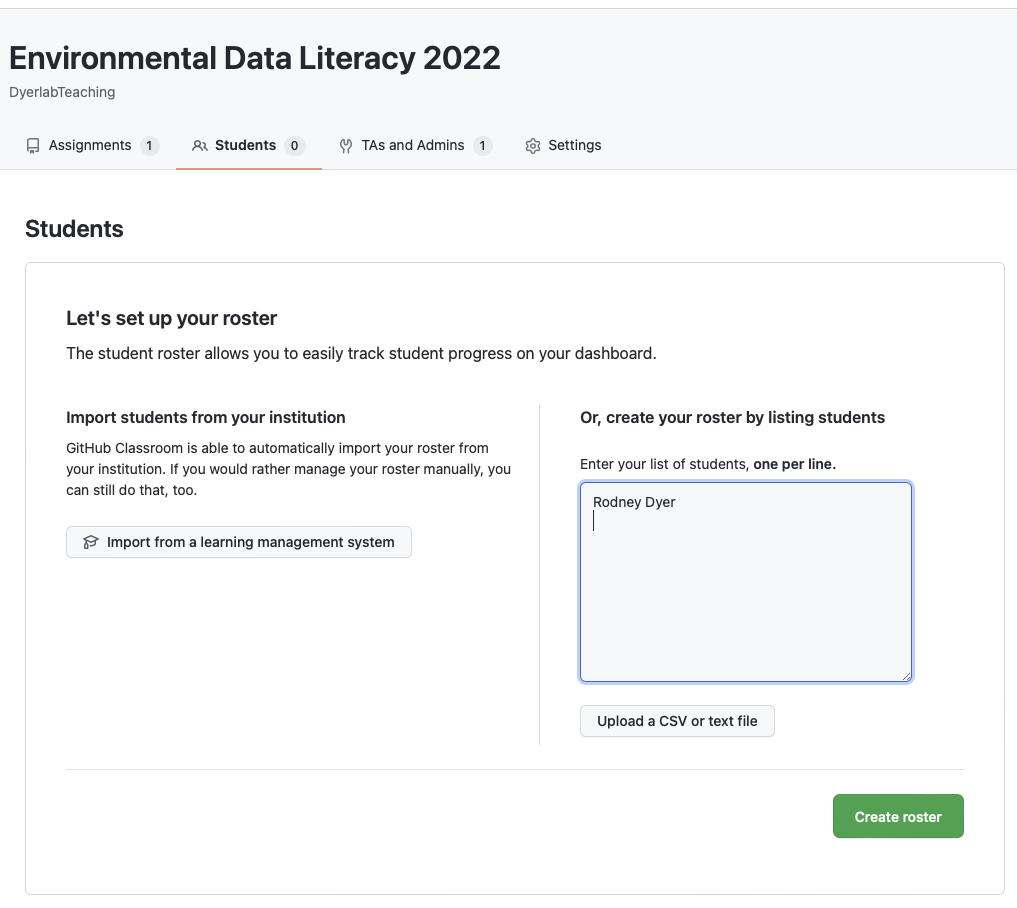 Environmental Data Literacy 2022
DyerlabTeaching
Assignments 1 Students 0 TAs and Admins 1 Settings
Students
Let's set up your roster
The student roster allows you to easily track student progress on your dashboard.
Import students from your institution
GitHub Classroom is able to automatically import your roster from
your institution. If you would rather manage your roster manually, you
can still do that, too.
Import from a learning management system
Or, create your roster by listing students
Enter your list of students, one per line.
Rodney Dyer
Upload a CSV or text file
Create roster